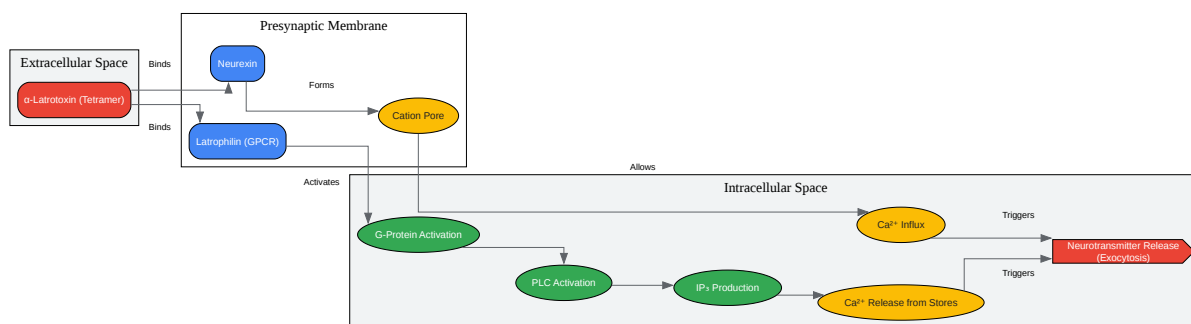 Presynaptic Membrane
Extracellular Space
Binds
Neurexin
Forms
α-Latrotoxin (Tetramer)
Cation Pore
Binds
Latrophilin (GPCR)
Allows
Activates
Intracellular Space
Triggers
Ca²⁺ Influx
G-Protein Activation
Neurotransmitter Release
(Exocytosis)
Triggers
PLC Activation
IP₃ Production
Ca²⁺ Release from Stores